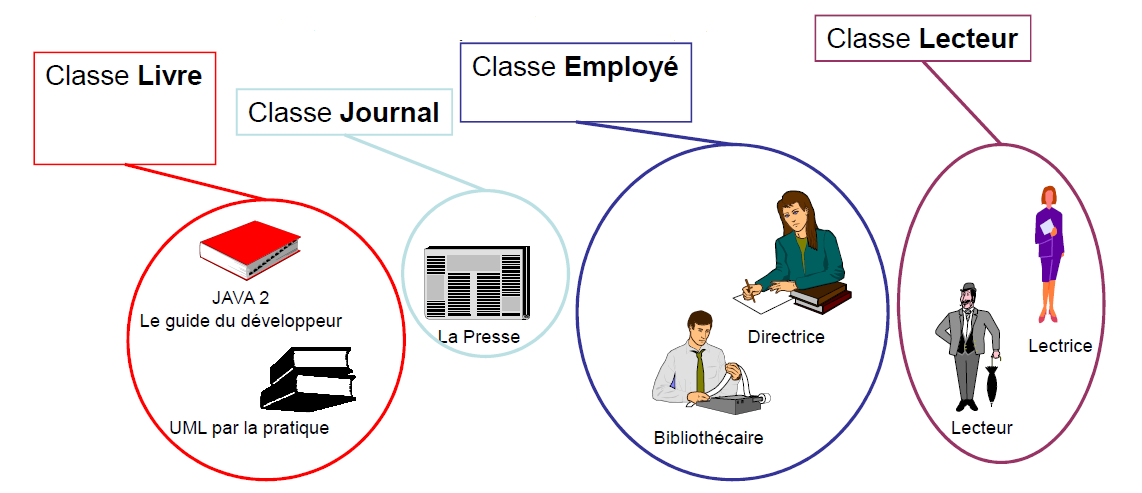 Classe Livre
Classe Journal
Classe Employé
Classe Lecteur
JAVA 2
Le guide du développeur
UML par la pratique
La Presse
Directrice
Bibliothécaire
Lectrice
Lecteur